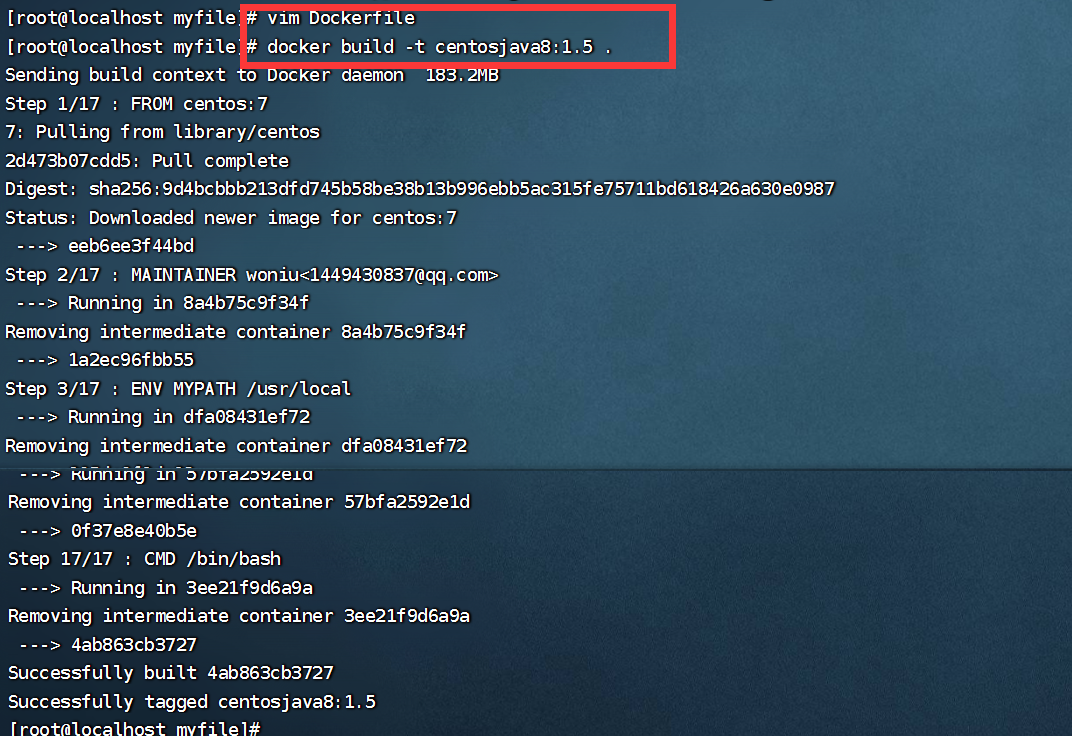 [root@localhost myfile]# vim Dockerfile
[root@localhost myfile]# docker build -t centosjava8:1.5 .
Sending build context to Docker daemon  183.2MB
Step 1/17 : FROM centos:7
7: Pulling from library/centos
2d473b07cdd5: Pull complete
Digest: sha256:9d4bcbbb213dfd745b58be38b13b996ebb5ac315fe75711bd618426a630e0987
Status: Downloaded newer image for centos:7
 ---> eeb6ee3f44bd
Step 2/17 : MAINTAINER woniu<1449430837@qq.com>
 ---> Running in 8a4b75c9f34f
Removing intermediate container 8a4b75c9f34f
 ---> 1a2ec96fbb55
Step 3/17 : ENV MYPATH /usr/local
 ---> Running in dfa08431ef72
Removing intermediate container dfa08431ef72
 ---> Running in 57bfa2592e1d
Removing intermediate container 57bfa2592e1d
 ---> 0f37e8e40b5e
Step 17/17 : CMD /bin/bash
 ---> Running in 3ee21f9d6a9a
Removing intermediate container 3ee21f9d6a9a
 ---> 4ab863cb3727
Successfully built 4ab863cb3727
Successfully tagged centosjava8:1.5
[root@localhost myfile]#